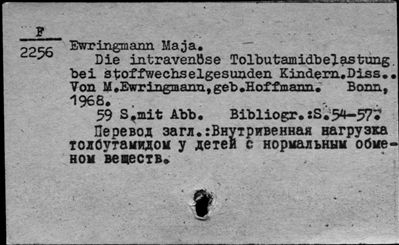 F
2256
Ewringmann Maja.
Die intravenöse Tolbutamidbelastung
bei stoffwechselgesunden Kindern.Diss..
Von M.Ewringmann,geb.Hoffmann. Bonn,
1968.
59 S.mit Abb. Bibliogr.:S.54-57.
Перевод загл.:Внутривенная нагрузка
толбутамидом у детей с нормальным обме-
ном веществ.